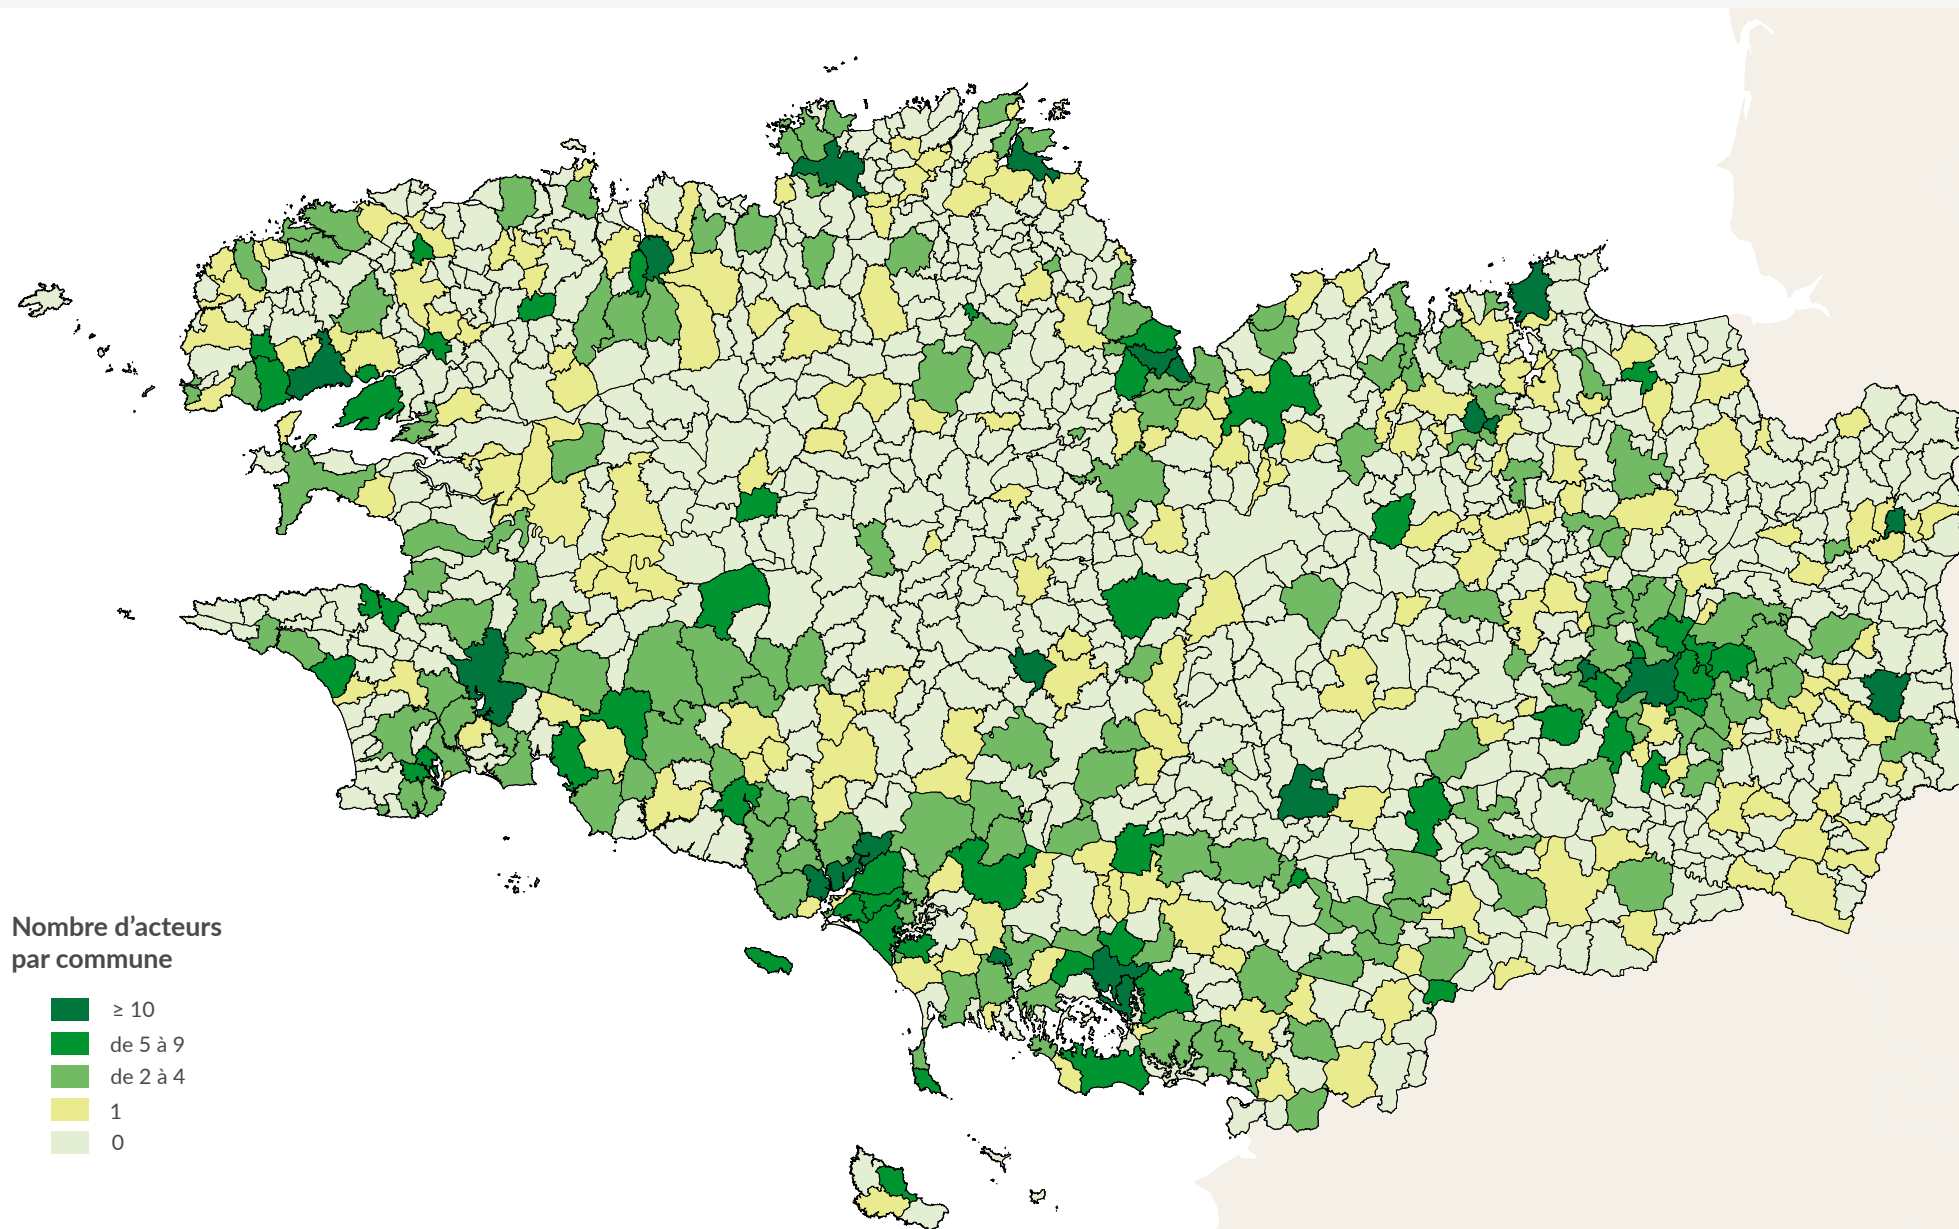 Nombre d’acteurs
par commune
≥ 10
de 5 à 9
de 2 à 4
1
0